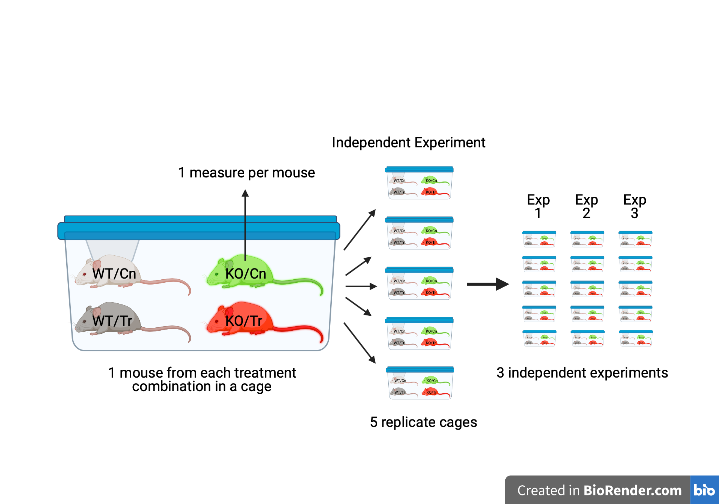 Independent Experiment
1 measure per mouse
Exp Exp Exp
1 2 3
WT/Cn KO/Cn
WT/Tr KO/Tr
1 mouse from each treatment
combination in a cage
3 independent experiments
5 replicate cages
Created in BioRender.com bio